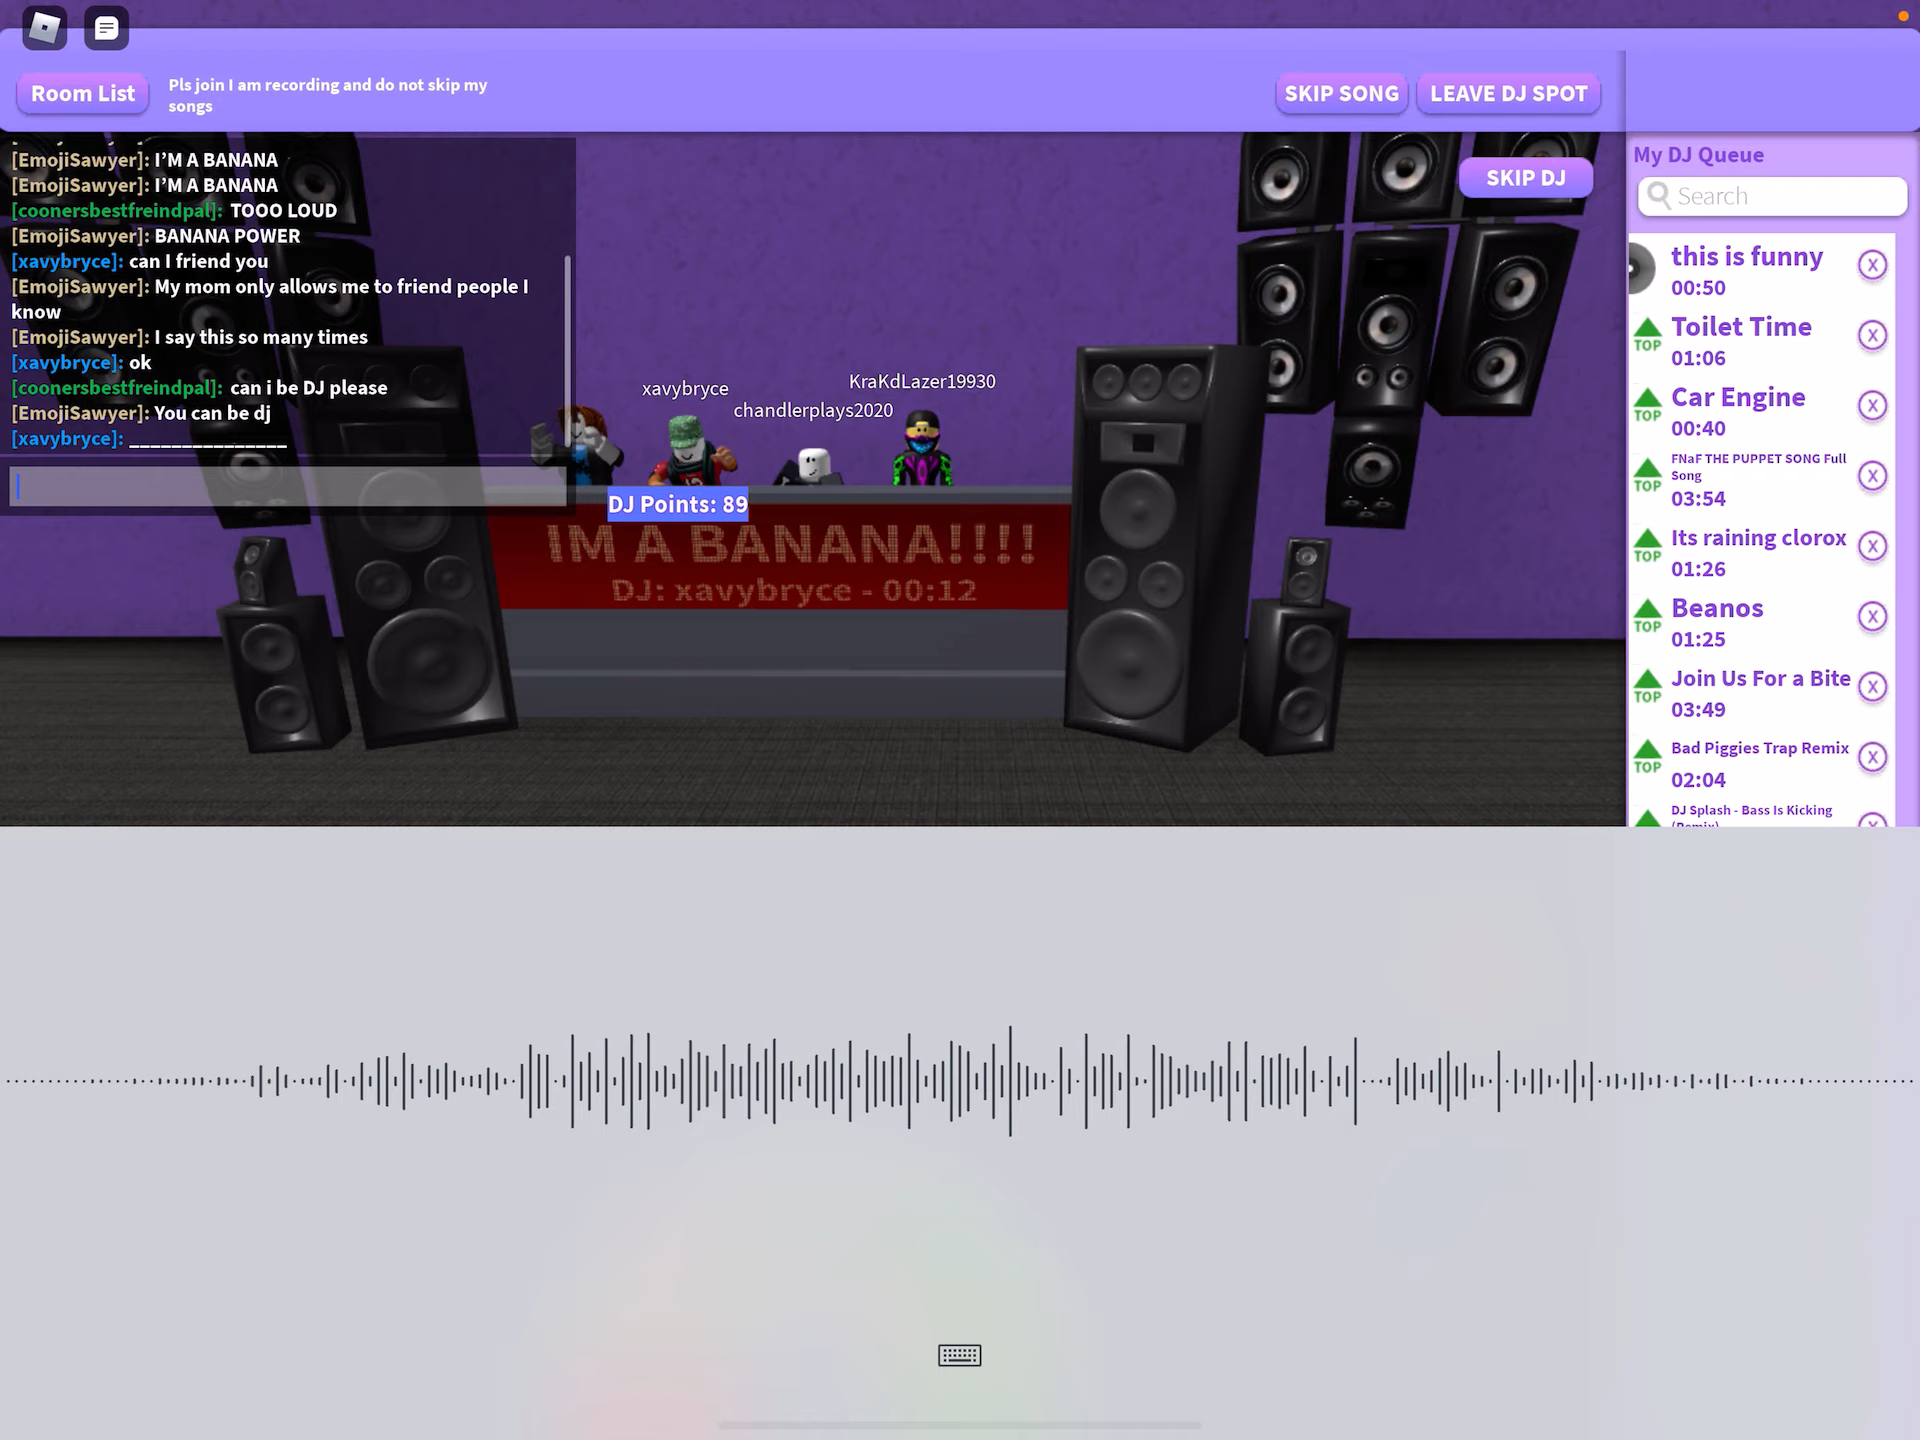 Room List
Pls join I am recording and do not skip my
songs
SKIP SONG
LEAVE DJ SPOT
[EmojiSawyer]: I'M A BANANA
[EmojiSawyer]: I'M A BANANA
[coonersbestfreindpal]: TOOO LOUD
[EmojiSawyer]: BANANA POWER
[xavybryce]: can I friend you
[EmojiSawyer]: My mom only allows me to friend people I
know
[EmojiSawyer]: I say this so many times
[xavybryce]: ok
[coonersbestfreindpal]: can i be DJ please
[EmojiSawyer]: You can be dj
[xavybryce]: _______________
SKIP DJ
xavybryce
KraKdLazer19930
chandlerplays2020
DJ Points: 89
IM A BANANA!!!!
DJ: xavybryce - 00:12
My DJ Queue
Search
this is funny
00:50
X
TOP
Toilet Time
01:06
X
TOP
Car Engine
00:40
X
TOP
FNaF THE PUPPET SONG Full
Song
03:54
X
TOP
Its raining clorox
01:26
X
TOP
Beanos
01:25
X
TOP
Join Us For a Bite
03:49
X
TOP
Bad Piggies Trap Remix
02:04
X
DJ Splash - Bass Is Kicking
(Remix)